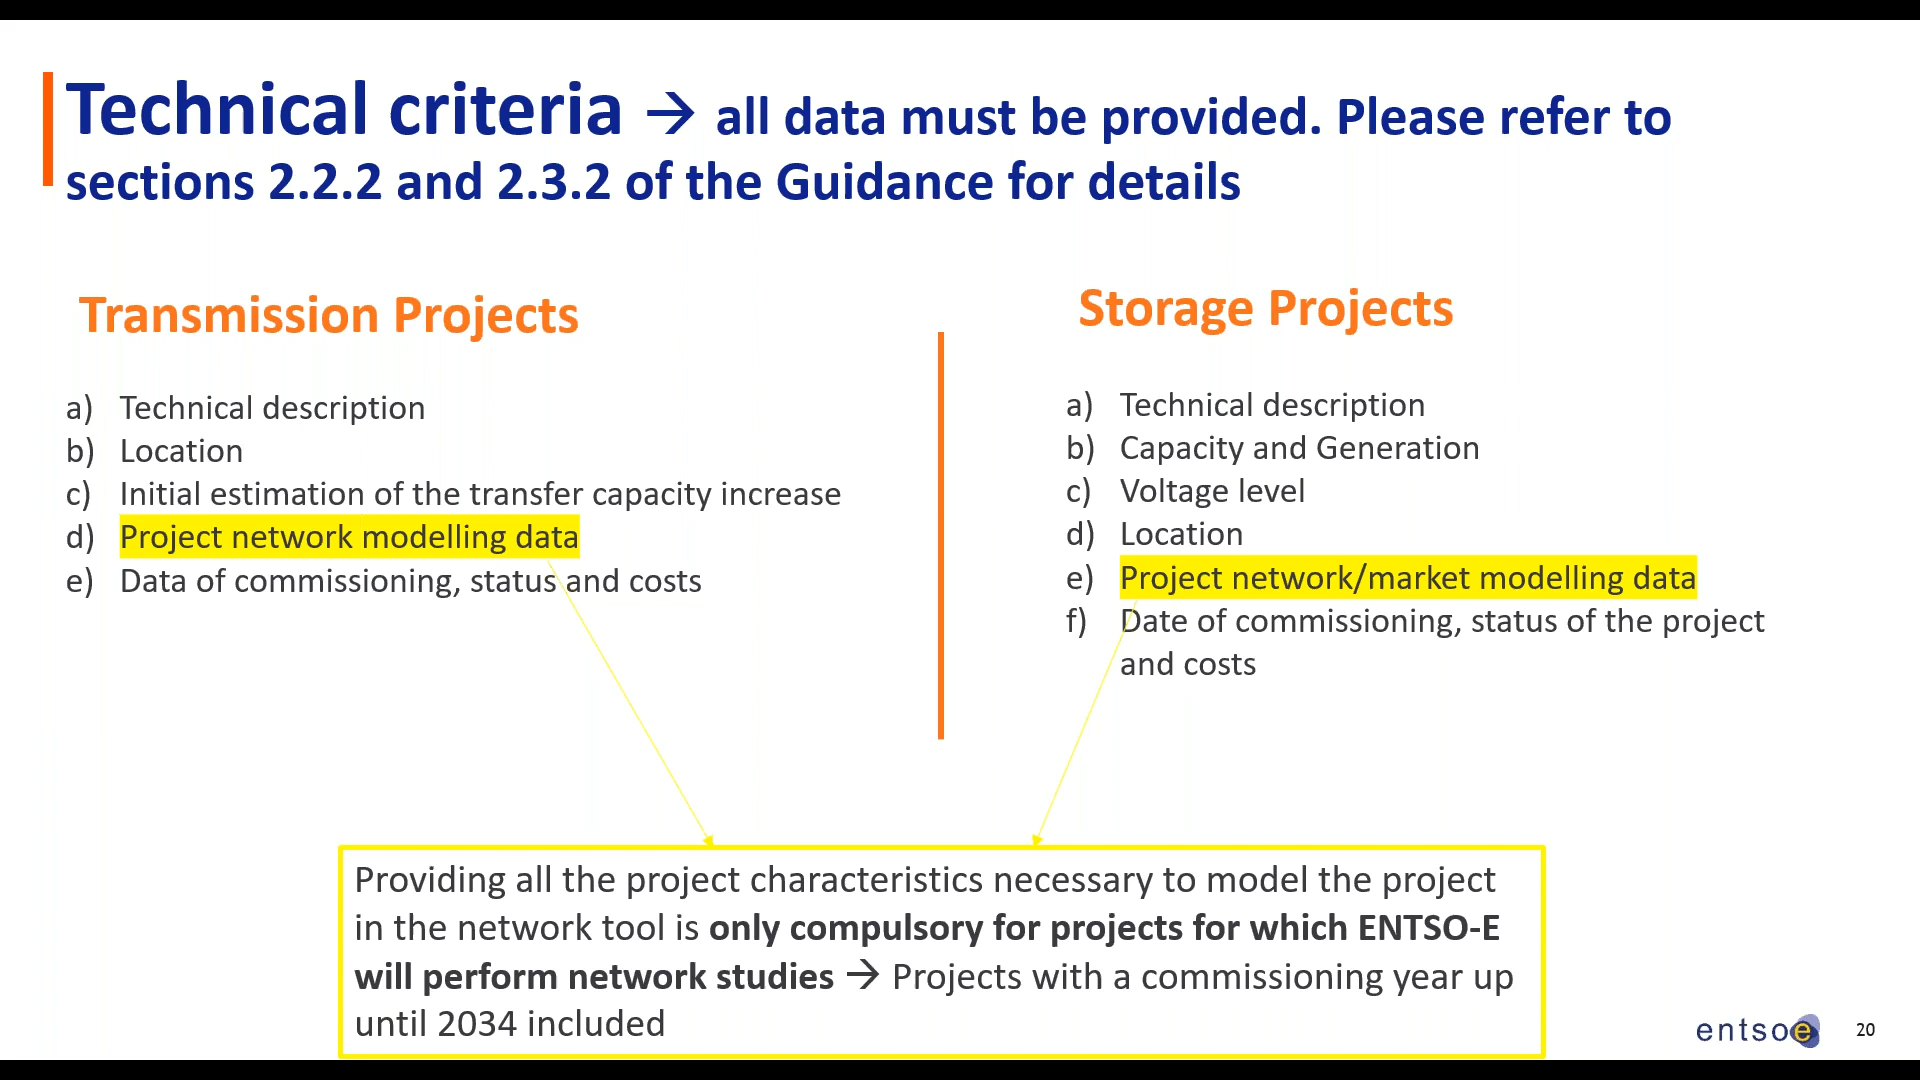 Technical criteria → all data must be provided. Please refer to
sections 2.2.2 and 2.3.2 of the Guidance for details
Transmission Projects
a) Technical description
b) Location
c) Initial estimation of the transfer capacity increase
d) Project network modelling data
e) Data of commissioning, status and costs
Storage Projects
a) Technical description
b) Capacity and Generation
c) Voltage level
d) Location
e) Project network/market modelling data
f) Date of commissioning, status of the project
and costs
Providing all the project characteristics necessary to model the project
in the network tool is only compulsory for projects for which ENTSO-E
will perform network studies → Projects with a commissioning year up
until 2034 included
entsoe
20